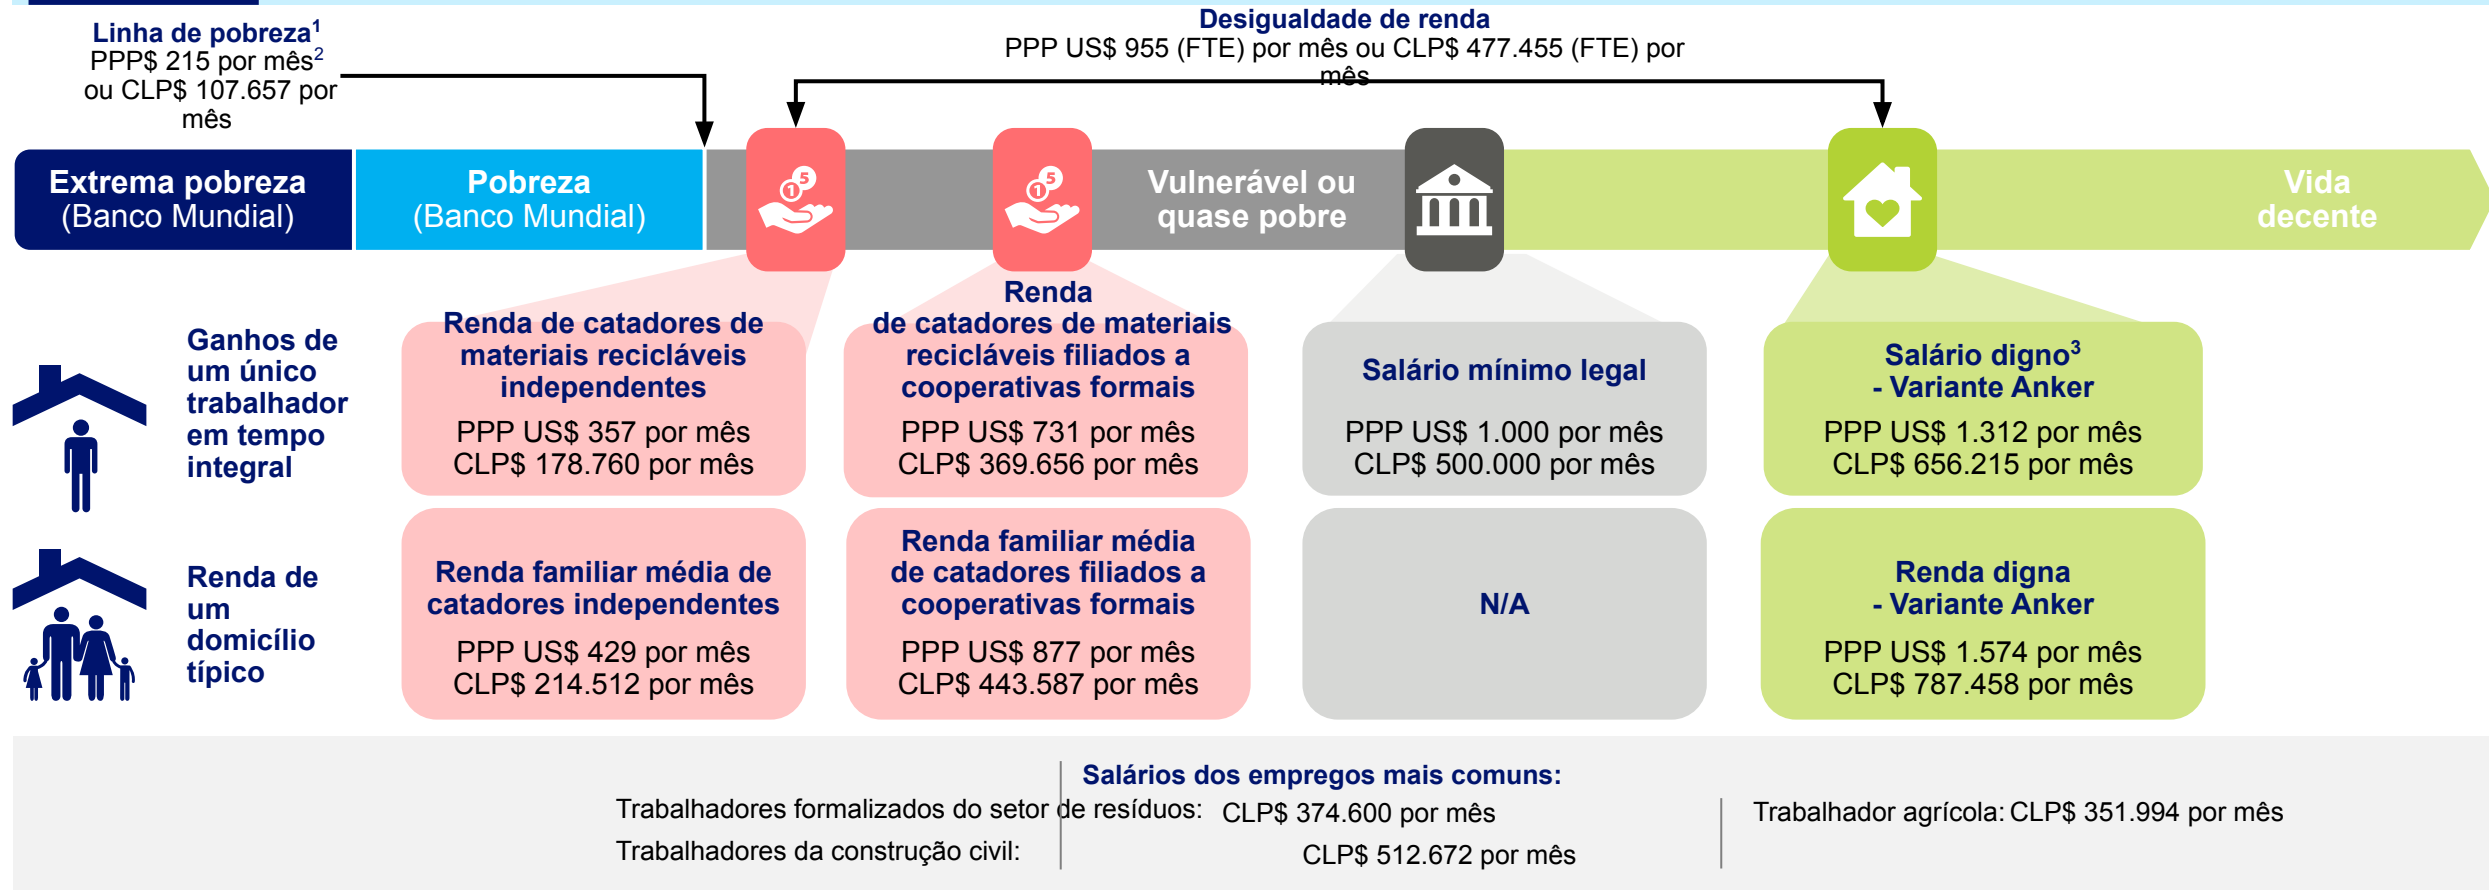 Linha de pobreza¹
PPP$ 215 por mês²
ou CLP$ 107.657 por
mês
Desigualdade de renda
PPP US$ 955 (FTE) por mês ou CLP$ 477.455 (FTE) por
mês
Extrema pobreza
(Banco Mundial)
Pobreza
(Banco Mundial)
1 5
1 5
Vulnerável ou
quase pobre
Vida
decente
Ganhos de
um único
trabalhador
em tempo
integral
Renda de catadores de
materiais recicláveis
independentes
PPP US$ 357 por mês
CLP$ 178.760 por mês
Renda
de catadores de materiais
recicláveis filiados a
cooperativas formais
PPP US$ 731 por mês
CLP$ 369.656 por mês
Salário mínimo legal
PPP US$ 1.000 por mês
CLP$ 500.000 por mês
Salário digno³
- Variante Anker
PPP US$ 1.312 por mês
CLP$ 656.215 por mês
Renda de
um
domicílio
típico
Renda familiar média de
catadores independentes
PPP US$ 429 por mês
CLP$ 214.512 por mês
Renda familiar média
de catadores filiados a
cooperativas formais
PPP US$ 877 por mês
CLP$ 443.587 por mês
N/A
Renda digna
- Variante Anker
PPP US$ 1.574 por mês
CLP$ 787.458 por mês
Salários dos empregos mais comuns:
Trabalhadores formalizados do setor de resíduos: CLP$ 374.600 por mês
Trabalhadores da construção civil: CLP$ 512.672 por mês
Trabalhador agrícola: CLP$ 351.994 por mês